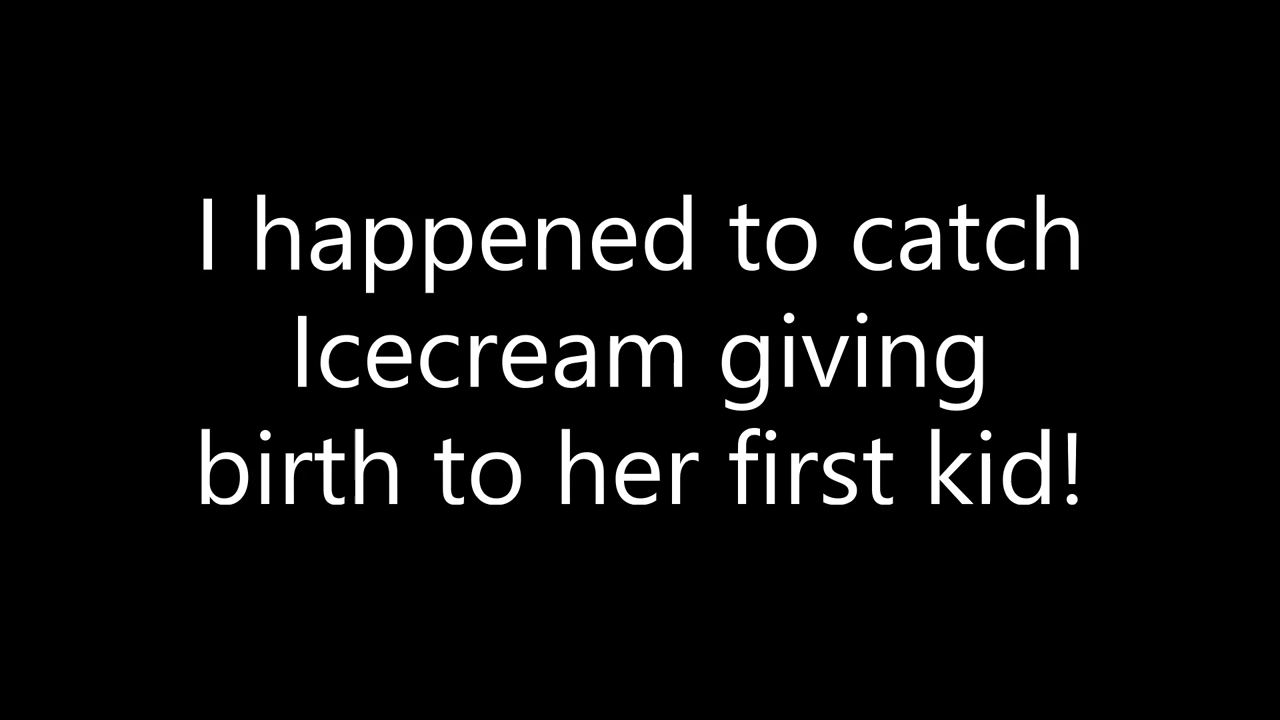 I happened to catch
Icecream giving
birth to her first kid!